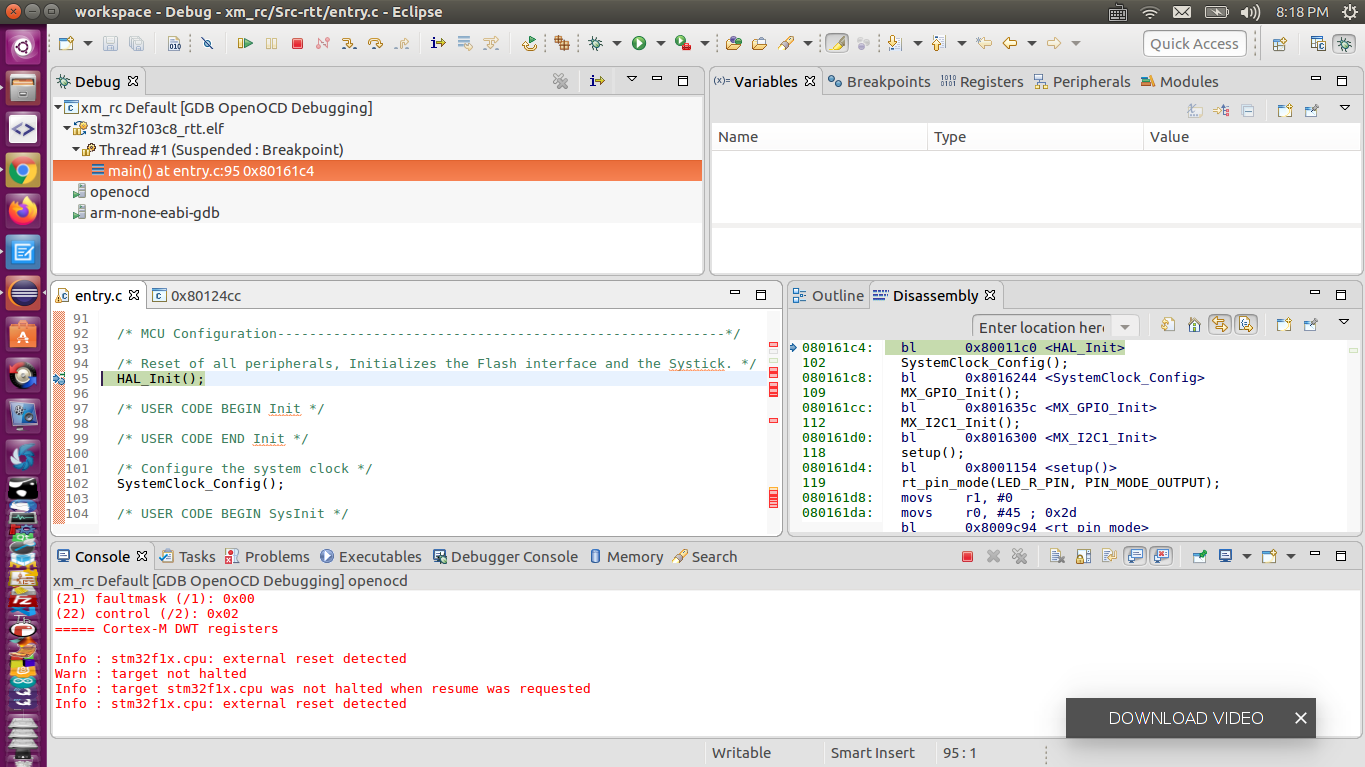 workspace - Debug - xm_rc/Src-rtt/entry.c - Eclipse
8:18 PM
Quick Access
Debug
xm_rc Default [GDB OpenOCD Debugging]
stm32f103c8_rtt.elf
Thread #1 (Suspended : Breakpoint)
main() at entry.c:95 0x80161c4
openocd
arm-none-eabi-gdb
(x)= Variables
Breakpoints
Registers
Peripherals
Modules
Name
Type
Value
entry.c
0x80124cc
91
92 /* MCU Configuration--------------------------------------------------------*/
93
94 /* Reset of all peripherals, Initializes the Flash interface and the Systick. */
95 HAL_Init();
96
97 /* USER CODE BEGIN Init */
98
99 /* USER CODE END Init */
100
101 /* Configure the system clock */
102 SystemClock_Config();
103
104 /* USER CODE BEGIN SysInit */
Outline
Disassembly
Enter location here
080161c4: bl 0x80011c0 <HAL_Init>
102 SystemClock_Config();
080161c8: bl 0x8016244 <SystemClock_Config>
109 MX_GPIO_Init();
080161cc: bl 0x801635c <MX_GPIO_Init>
112 MX_I2C1_Init();
080161d0: bl 0x8016300 <MX_I2C1_Init>
118 setup();
080161d4: bl 0x8001154 <setup()>
119 rt_pin_mode(LED_R_PIN, PIN_MODE_OUTPUT);
080161d8: movs r1, #0
080161da: movs r0, #45 ; 0x2d
bl 0x8009c94 <rt_pin_mode>
Console
Tasks
Problems
Executables
Debugger Console
Memory
Search
xm_rc Default [GDB OpenOCD Debugging] openocd
(21) faultmask (/1): 0x00
(22) control (/2): 0x02
===== Cortex-M DWT registers
Info : stm32f1x.cpu: external reset detected
Warn : target not halted
Info : target stm32f1x.cpu was not halted when resume was requested
Info : stm32f1x.cpu: external reset detected
DOWNLOAD VIDEO
Writable
Smart Insert
95 : 1